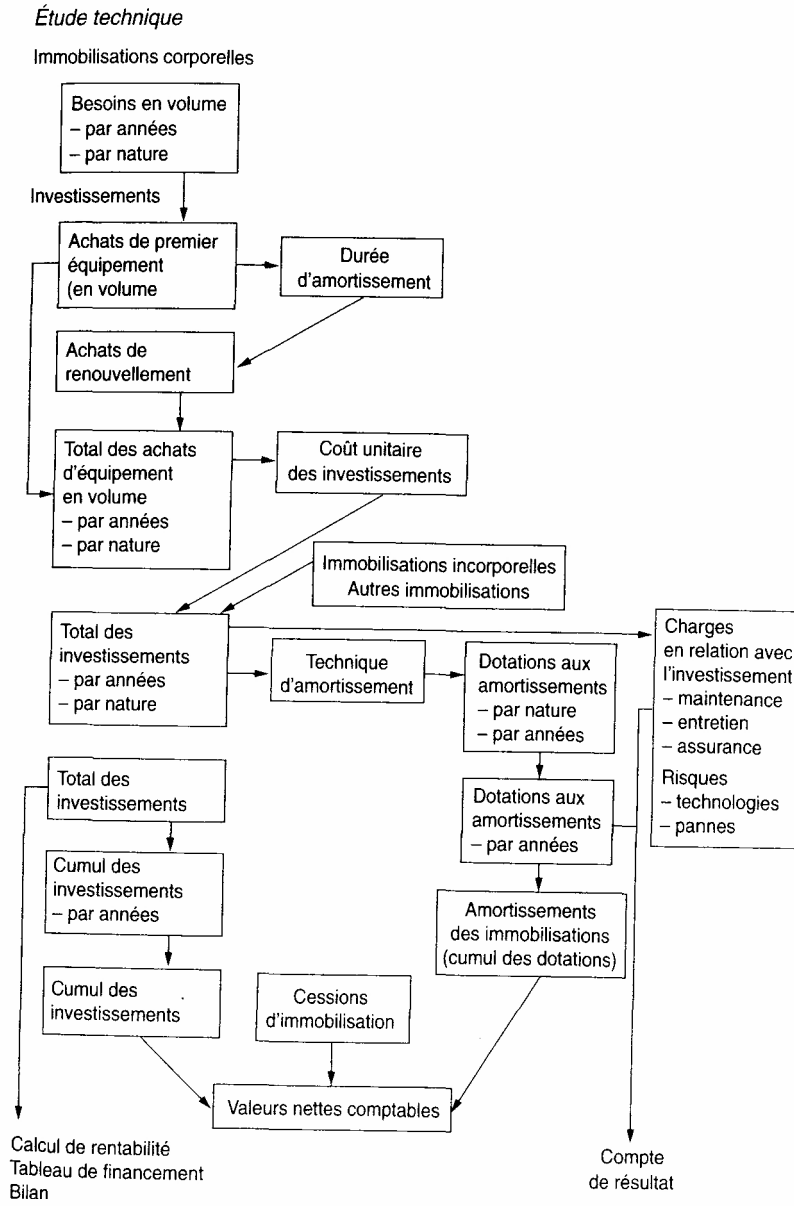 Étude technique
Immobilisations corporelles
Besoins en volume
– par années
– par nature
Investissements
Achats de premier
équipement
(en volume
Durée
d'amortissement
Achats de
renouvellement
Total des achats
d'équipement
en volume
– par années
– par nature
Coût unitaire
des investissements
Immobilisations incorporelles
Autres immobilisations
Total des
investissements
– par années
– par nature
Technique
d'amortissement
Dotations aux
amortissements
– par nature
– par années
Charges
en relation avec
l'investissement
– maintenance
– entretien
– assurance
Risques
– technologies
– pannes
Total des
investissements
Dotations aux
amortissements
– par années
Cumul des
investissements
– par années
Amortissements
des immobilisations
(cumul des dotations)
Cumul des
investissements
Cessions
d'immobilisation
Valeurs nettes comptables
Calcul de rentabilité
Tableau de financement
Bilan
Compte
de résultat